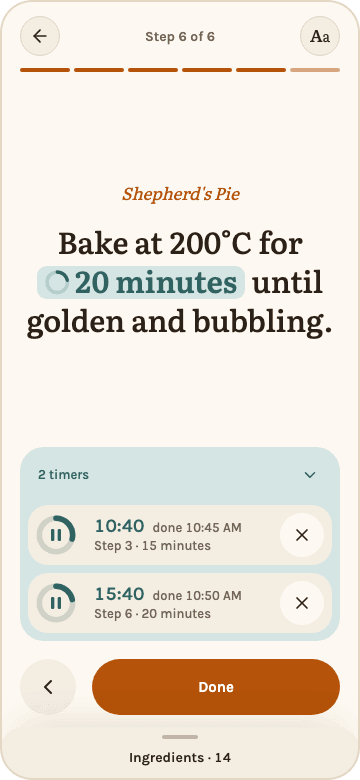 Step 6 of 6
Aa
Shepherd's Pie
Bake at 200°C for
20 minutes until
golden and bubbling.
2 timers
10:40 done 10:45 AM
Step 3 · 15 minutes
15:40 done 10:50 AM
Step 6 · 20 minutes
Done
Ingredients · 14